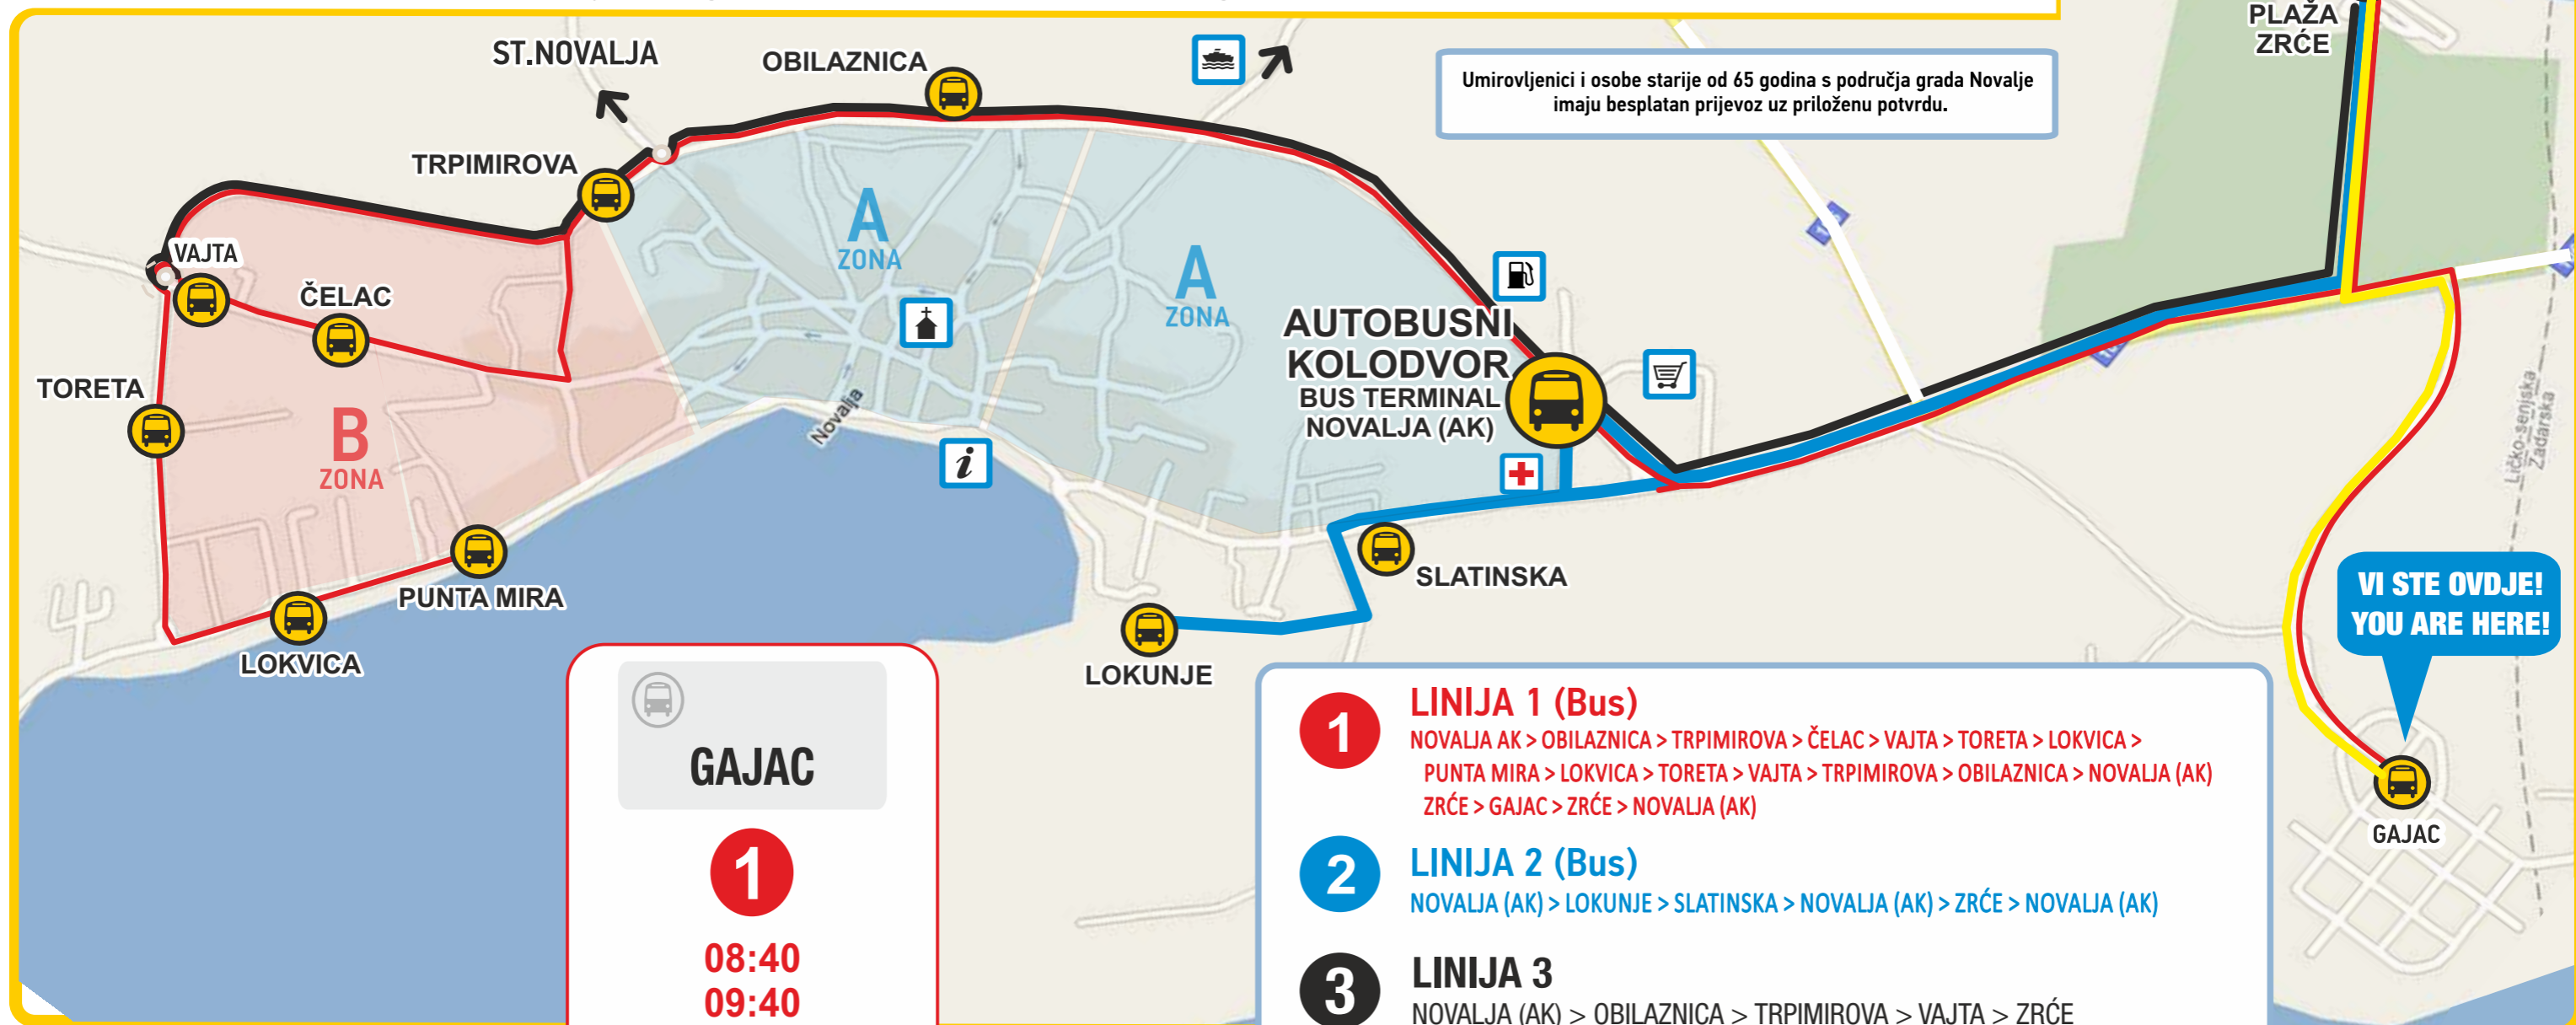 PLAŽA
ZRĆE
ST.NOVALJA
OBILAZNICA
Umirovljenici i osobe starije od 65 godina s područja grada Novalje
imaju besplatan prijevoz uz priloženu potvrdu.
TRPIMIROVA
A
ZONA
VAJTA
A
ZONA
ČELAC
AUTOBUSNI
KOLODVOR
BUS TERMINAL
NOVALJA (AK)
TORETA
Novalja
B
ZONA
i
Ličko-senjska
Zadarska
SLATINSKA
PUNTA MIRA
LOKVICA
LOKUNJE
VI STE OVDJE!
YOU ARE HERE!
GAJAC
GAJAC
1
08:40
09:40
1
LINIJA 1 (Bus)
NOVALJA AK > OBILAZNICA > TRPIMIROVA > ČELAC > VAJTA > TORETA > LOKVICA >
PUNTA MIRA > LOKVICA > TORETA > VAJTA > TRPIMIROVA > OBILAZNICA > NOVALJA (AK)
ZRĆE > GAJAC > ZRĆE > NOVALJA (AK)
2
LINIJA 2 (Bus)
NOVALJA (AK) > LOKUNJE > SLATINSKA > NOVALJA (AK) > ZRĆE > NOVALJA (AK)
3
LINIJA 3
NOVALJA (AK) > OBILAZNICA > TRPIMIROVA > VAJTA > ZRĆE